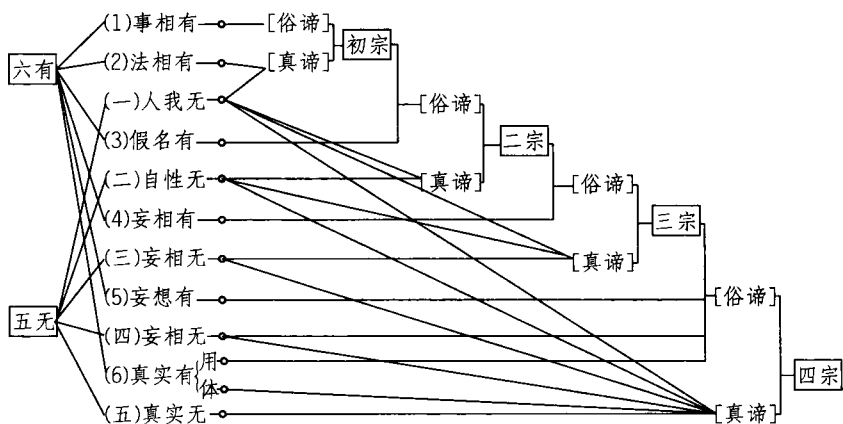 (1)事相有 [俗谛]
初宗
六有 (2)法相有 [真谛]
(一)人我无 [俗谛]
(3)假名有 二宗
(二)自性无 [真谛] [俗谛]
(4)妄相有 三宗
(三)妄相无 [真谛]
(5)妄想有 [俗谛]
五无 (四)妄相无
用
(6)真实有 四宗
体
(五)真实无 [真谛]